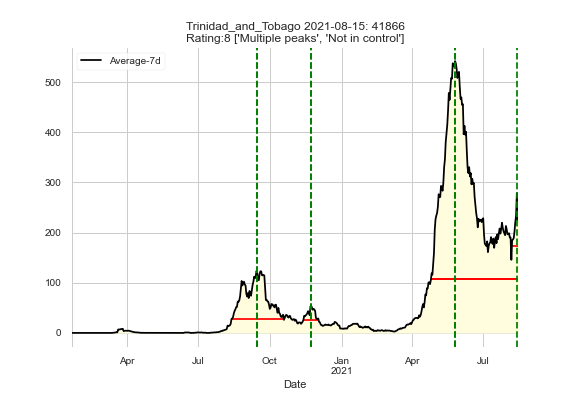 Trinidad_and_Tobago 2021-08-15: 41866
Rating:8 ['Multiple peaks', 'Not in control']
Average-7d
500
400
300
200
100
0
Apr Jul Oct Jan Apr Jul
2021
Date